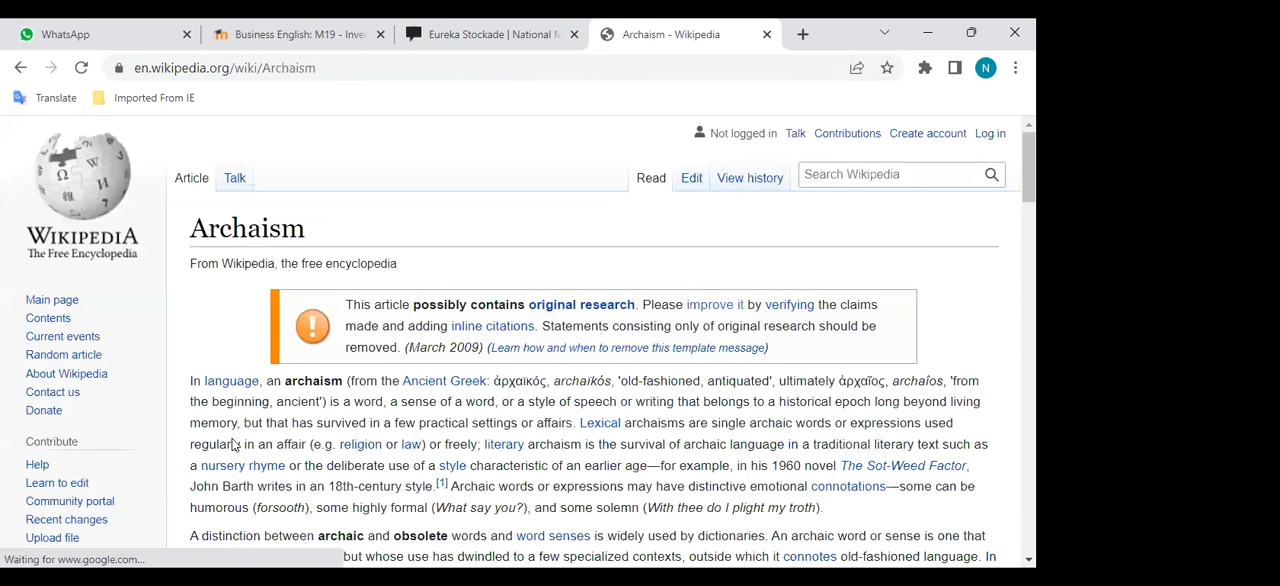 WhatsApp
Business English: M19 - Inver
Eureka Stockade | National M
Archaism - Wikipedia
en.wikipedia.org/wiki/Archaism
N
Translate
Imported From IE
Not logged in Talk Contributions Create account Log in
Article Talk Read Edit View history Search Wikipedia
WIKIPEDIA
The Free Encyclopedia
Main page
Contents
Current events
Random article
About Wikipedia
Contact us
Donate
Contribute
Help
Learn to edit
Community portal
Recent changes
Upload file
Archaism
From Wikipedia, the free encyclopedia
This article possibly contains original research. Please improve it by verifying the claims
made and adding inline citations. Statements consisting only of original research should be
removed. (March 2009) (Learn how and when to remove this template message)
In language, an archaism (from the Ancient Greek: ἀρχαϊκός, archaïkós, 'old-fashioned, antiquated', ultimately ἀρχαῖος, archaîos, 'from
the beginning, ancient') is a word, a sense of a word, or a style of speech or writing that belongs to a historical epoch long beyond living
memory, but that has survived in a few practical settings or affairs. Lexical archaisms are single archaic words or expressions used
regularly in an affair (e.g. religion or law) or freely; literary archaism is the survival of archaic language in a traditional literary text such as
a nursery rhyme or the deliberate use of a style characteristic of an earlier age—for example, in his 1960 novel The Sot-Weed Factor,
John Barth writes in an 18th-century style.[1] Archaic words or expressions may have distinctive emotional connotations—some can be
humorous (forsooth), some highly formal (What say you?), and some solemn (With thee do I plight my troth).
A distinction between archaic and obsolete words and word senses is widely used by dictionaries. An archaic word or sense is one that
but whose use has dwindled to a few specialized contexts, outside which it connotes old-fashioned language. In
Waiting for www.google.com...